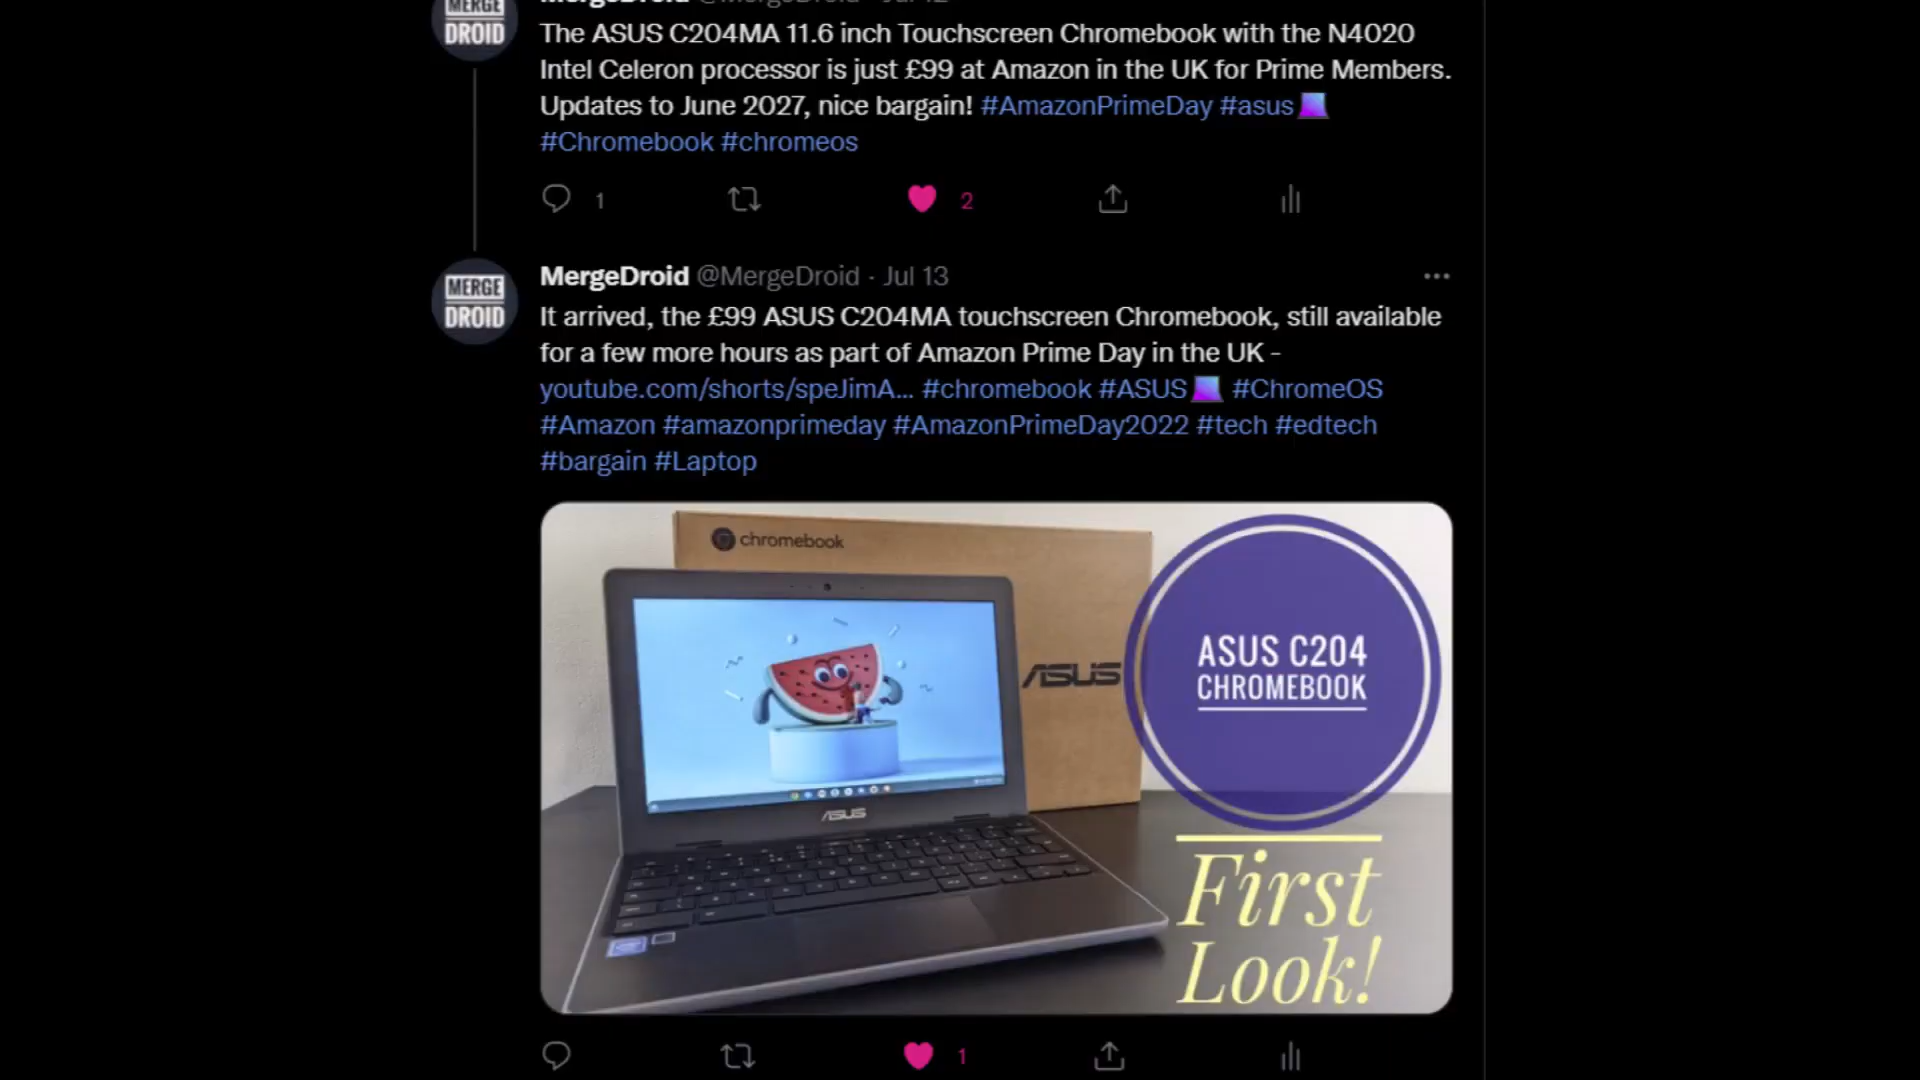 MERGE
DROID
MergeDroid @MergeDroid · Jul 12
The ASUS C204MA 11.6 inch Touchscreen Chromebook with the N4020
Intel Celeron processor is just £99 at Amazon in the UK for Prime Members.
Updates to June 2027, nice bargain! #AmazonPrimeDay #asus
#Chromebook #chromeos
1
2
MERGE
DROID
MergeDroid @MergeDroid · Jul 13
It arrived, the £99 ASUS C204MA touchscreen Chromebook, still available
for a few more hours as part of Amazon Prime Day in the UK -
youtube.com/shorts/speJimA... #chromebook #ASUS #ChromeOS
#Amazon #amazonprimeday #AmazonPrimeDay2022 #tech #edtech
#bargain #Laptop
chromebook
ASUS
ASUS
ASUS C204
CHROMEBOOK
First
Look!
1